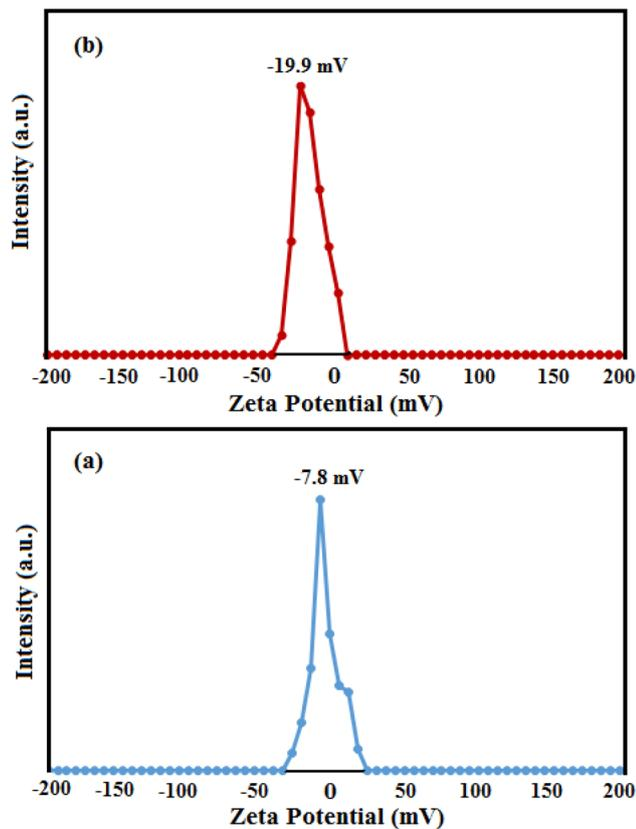 (b)
-19.9 mV
Intensity (a.u.)
-200 -150 -100 -50 0 50 100 150 200
Zeta Potential (mV)
(a)
-7.8 mV
Intensity (a.u.)
-200 -150 -100 -50 0 50 100 150 200
Zeta Potential (mV)